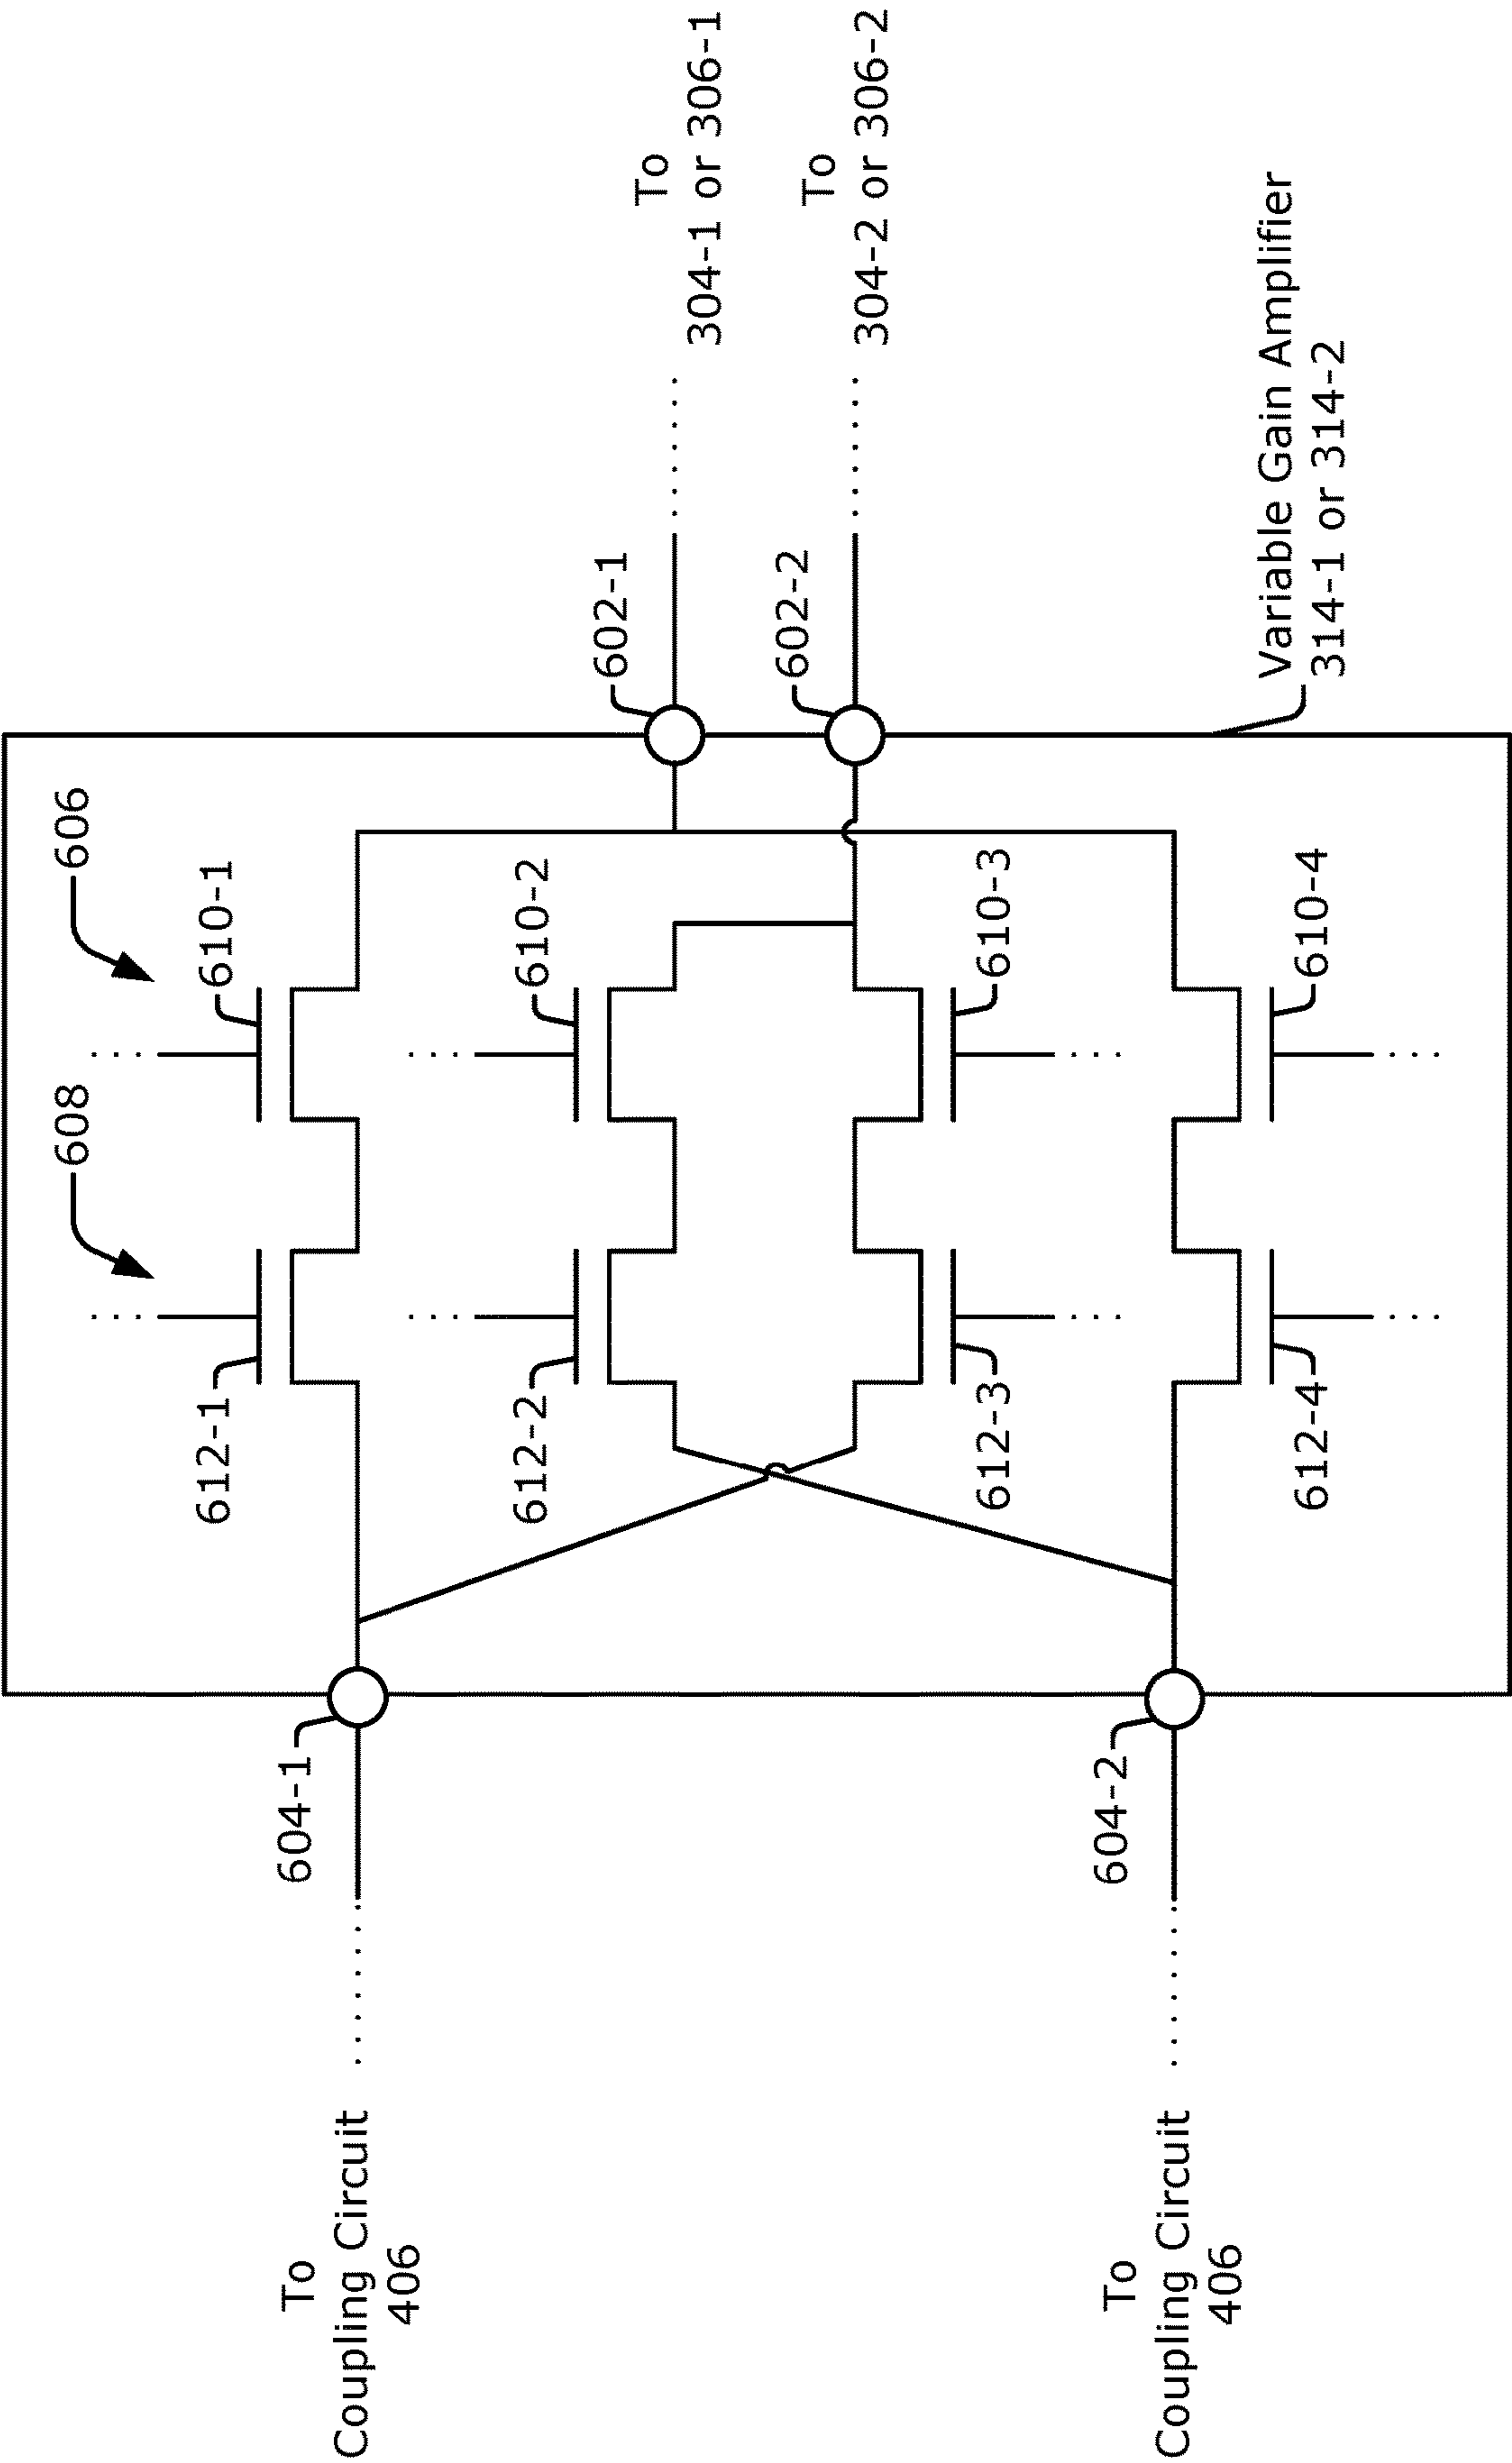 608
606
612-1
610-1
To
Coupling Circuit
406
604-1
612-2
610-2
602-1
To
304-1 or 306-1
602-2
To
304-2 or 306-2
612-3
610-3
To
Coupling Circuit
406
604-2
612-4
610-4
Variable Gain Amplifier
314-1 or 314-2